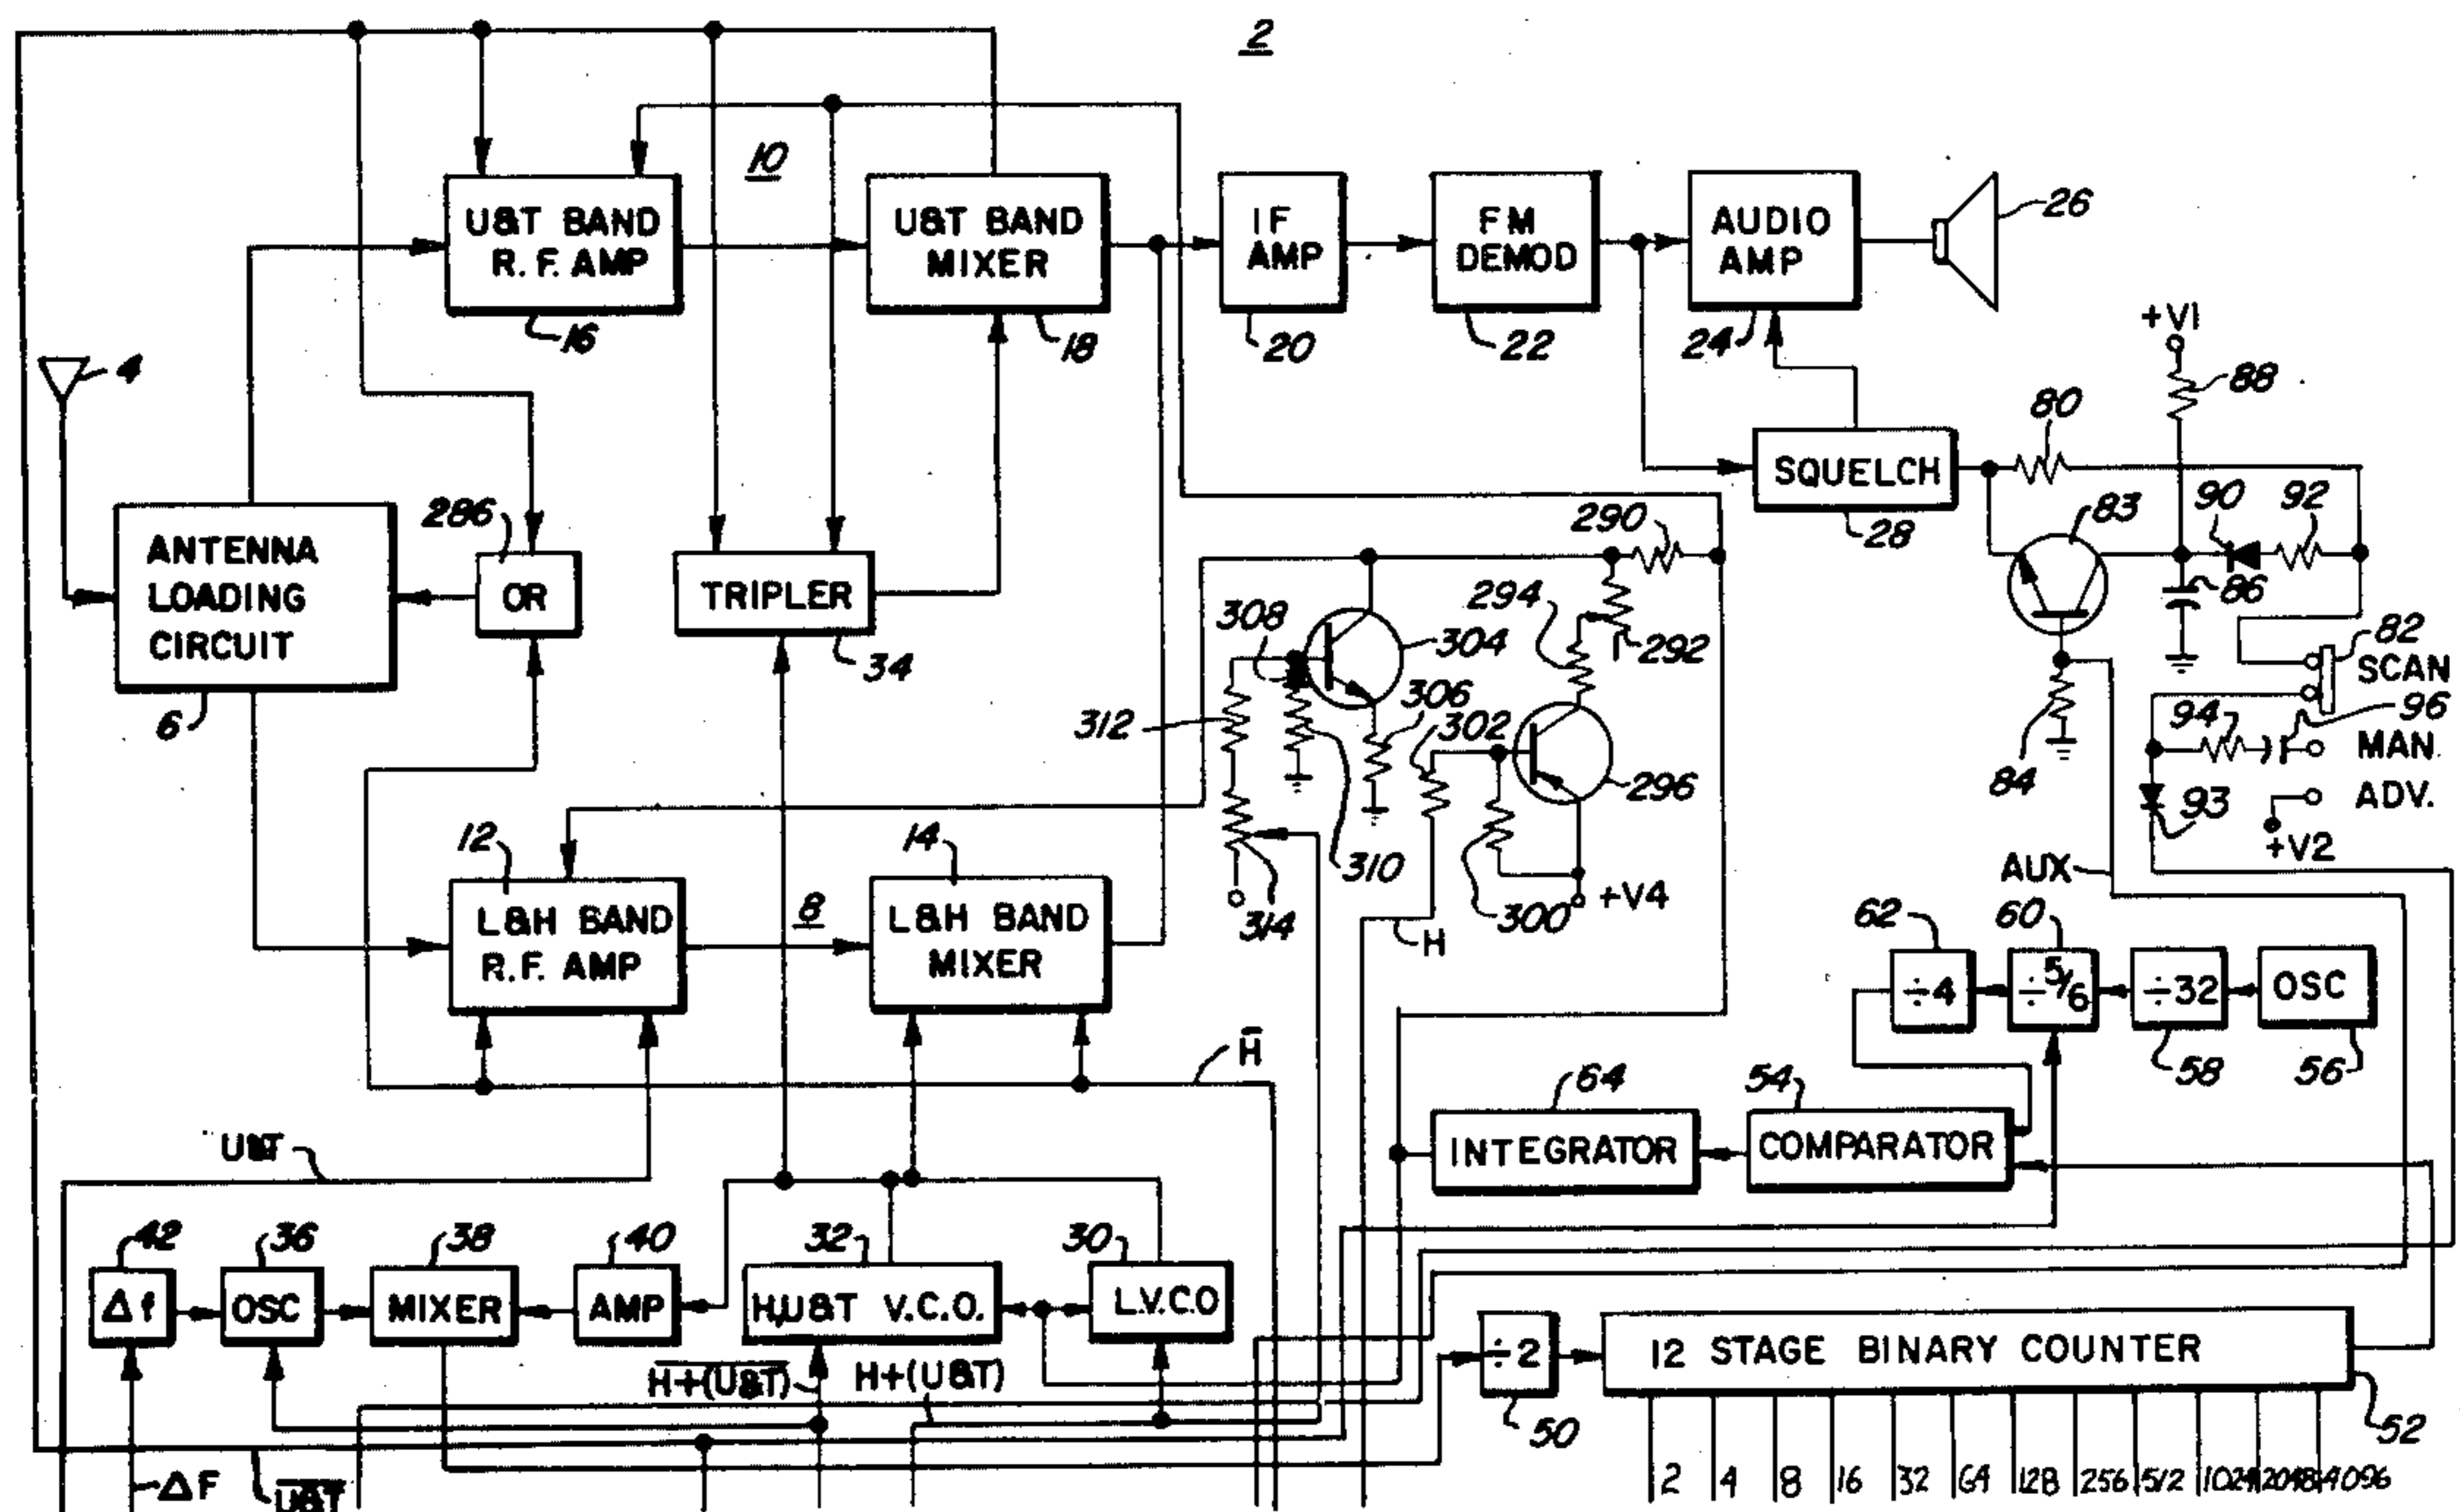 2
10
U&T BAND
R.F. AMP
16
U&T BAND
MIXER
18
IF
AMP
20
FM
DEMOD
22
AUDIO
AMP
24
26
+V1
88
4
80
SQUELCH
28
83
90
92
86
ANTENNA
LOADING
CIRCUIT
6
286
OR
TRIPLER
34
290
294
292
308
304
312
306
302
296
310
314
300
+V4
H
82
SCAN
94
96
MAN.
84
93
ADV.
+V2
AUX
12
L&H BAND
R.F. AMP
8
14
L&H BAND
MIXER
H̅
62
60
÷4
÷5/6
÷32
OSC
58
56
64
54
INTEGRATOR
COMPARATOR
U&T
42
36
38
40
32
30
Δf
OSC
MIXER
AMP
H,U&T V.C.O.
L.V.C.O
÷2
50
12 STAGE BINARY COUNTER
52
H̅+̅(̅U̅&̅T̅)̅
H+(U&T)
ΔF
U̅&̅T̅
2 4 8 16 32 64 128 256 512 1024 2048 4096